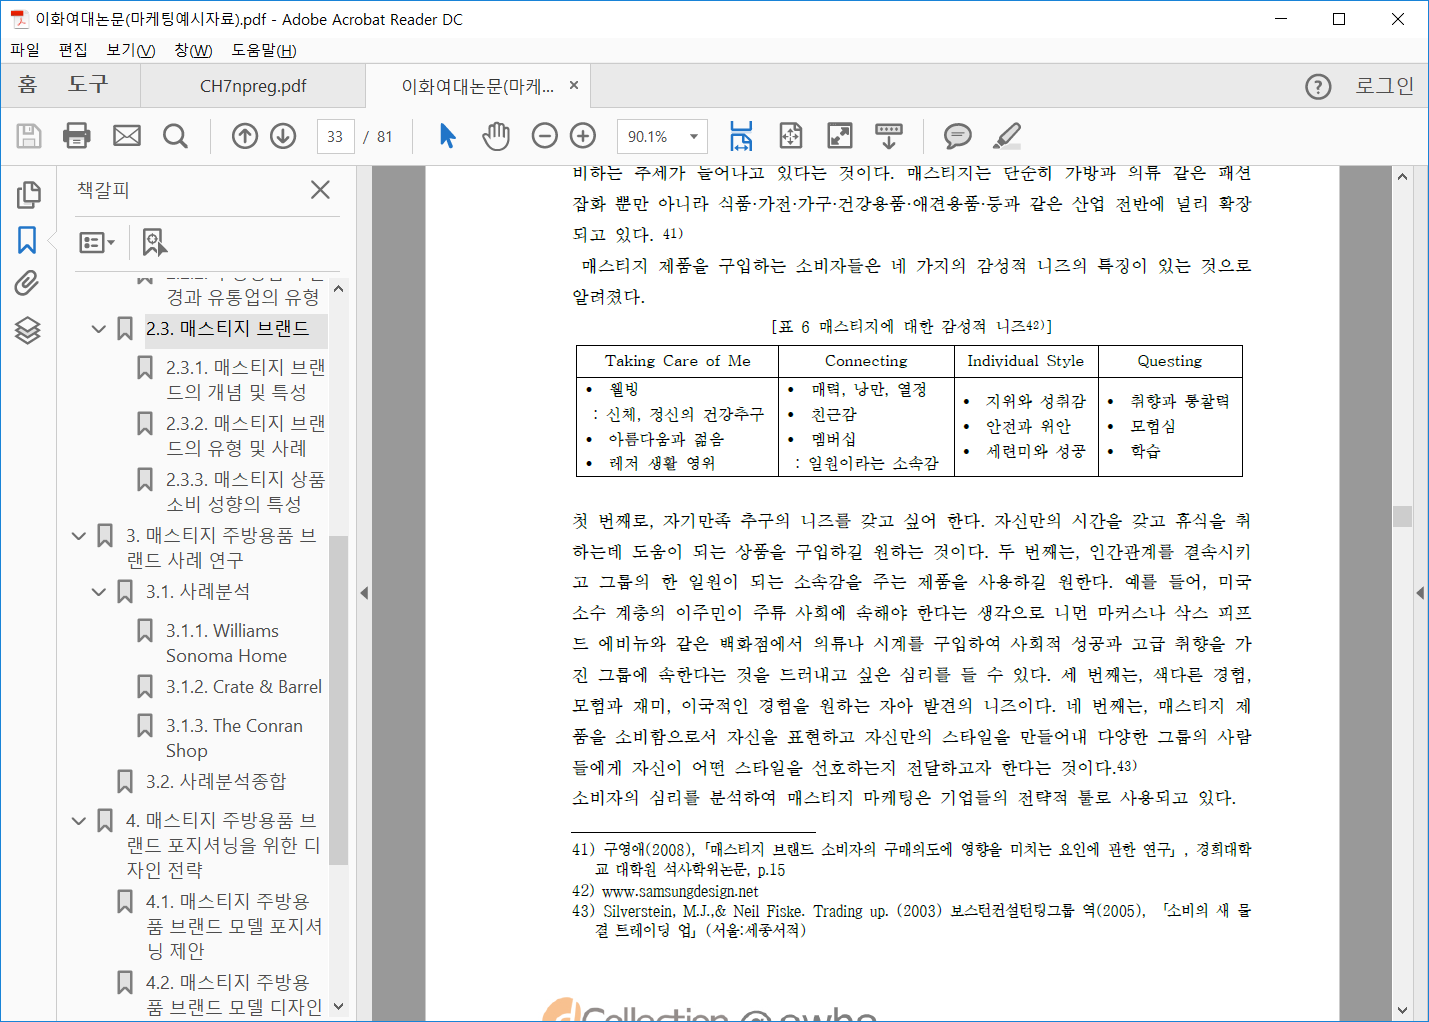 이화여대논문(마케팅예시자료).pdf - Adobe Acrobat Reader DC
파일 편집 보기(V) 창(W) 도움말(H)
홈 도구 CH7npreg.pdf 이화여대논문(마케... × ? 로그인
33 / 81 90.1%
책갈피
경과 유통업의 유형
2.3. 매스티지 브랜드
2.3.1. 매스티지 브랜
드의 개념 및 특성
2.3.2. 매스티지 브랜
드의 유형 및 사례
2.3.3. 매스티지 상품
소비 성향의 특성
3. 매스티지 주방용품 브
랜드 사례 연구
3.1. 사례분석
3.1.1. Williams
Sonoma Home
3.1.2. Crate & Barrel
3.1.3. The Conran
Shop
3.2. 사례분석종합
4. 매스티지 주방용품 브
랜드 포지셔닝을 위한 디
자인 전략
4.1. 매스티지 주방용
품 브랜드 모델 포지셔
닝 제안
4.2. 매스티지 주방용
품 브랜드 모델 디자인
비하는 추세가 늘어나고 있다는 것이다. 매스티지는 단순히 가방과 의류 같은 패션
잡화 뿐만 아니라 식품·가전·가구·건강용품·애견용품·등과 같은 산업 전반에 널리 확장
되고 있다. 41)
매스티지 제품을 구입하는 소비자들은 네 가지의 감성적 니즈의 특징이 있는 것으로
알려졌다.
[표 6 매스티지에 대한 감성적 니즈42)]
Taking Care of Me Connecting Individual Style Questing
• 웰빙
: 신체, 정신의 건강추구
• 아름다움과 젊음
• 레저 생활 영위
• 매력, 낭만, 열정
• 친근감
• 멤버십
: 일원이라는 소속감
• 지위와 성취감
• 안전과 위안
• 세련미와 성공
• 취향과 통찰력
• 모험심
• 학습
첫 번째로, 자기만족 추구의 니즈를 갖고 싶어 한다. 자신만의 시간을 갖고 휴식을 취
하는데 도움이 되는 상품을 구입하길 원하는 것이다. 두 번째는, 인간관계를 결속시키
고 그룹의 한 일원이 되는 소속감을 주는 제품을 사용하길 원한다. 예를 들어, 미국
소수 계층의 이주민이 주류 사회에 속해야 한다는 생각으로 니먼 마커스나 삭스 피프
드 에비뉴와 같은 백화점에서 의류나 시계를 구입하여 사회적 성공과 고급 취향을 가
진 그룹에 속한다는 것을 드러내고 싶은 심리를 들 수 있다. 세 번째는, 색다른 경험,
모험과 재미, 이국적인 경험을 원하는 자아 발견의 니즈이다. 네 번째는, 매스티지 제
품을 소비함으로서 자신을 표현하고 자신만의 스타일을 만들어내 다양한 그룹의 사람
들에게 자신이 어떤 스타일을 선호하는지 전달하고자 한다는 것이다.43)
소비자의 심리를 분석하여 매스티지 마케팅은 기업들의 전략적 툴로 사용되고 있다.
41) 구영애(2008),「매스티지 브랜드 소비자의 구매의도에 영향을 미치는 요인에 관한 연구」, 경희대학
교 대학원 석사학위논문, p.15
42) www.samsungdesign.net
43) Silverstein, M.J.,& Neil Fiske. Trading up. (2003) 보스턴컨설턴팅그룹 역(2005), 「소비의 새 물
결 트레이딩 업」(서울:세종서적)
dCollection @ ewha